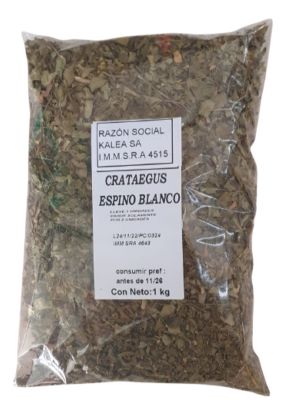 RAZÓN SOCIAL
KALEA SA
I.M.M.S.R.A 4515
CRATAEGUS
ESPINO BLANCO
L24/11/22/PC/0324
IMM SRA 4643
consumir pref :
antes de 11/26
Con Neto:1 kg